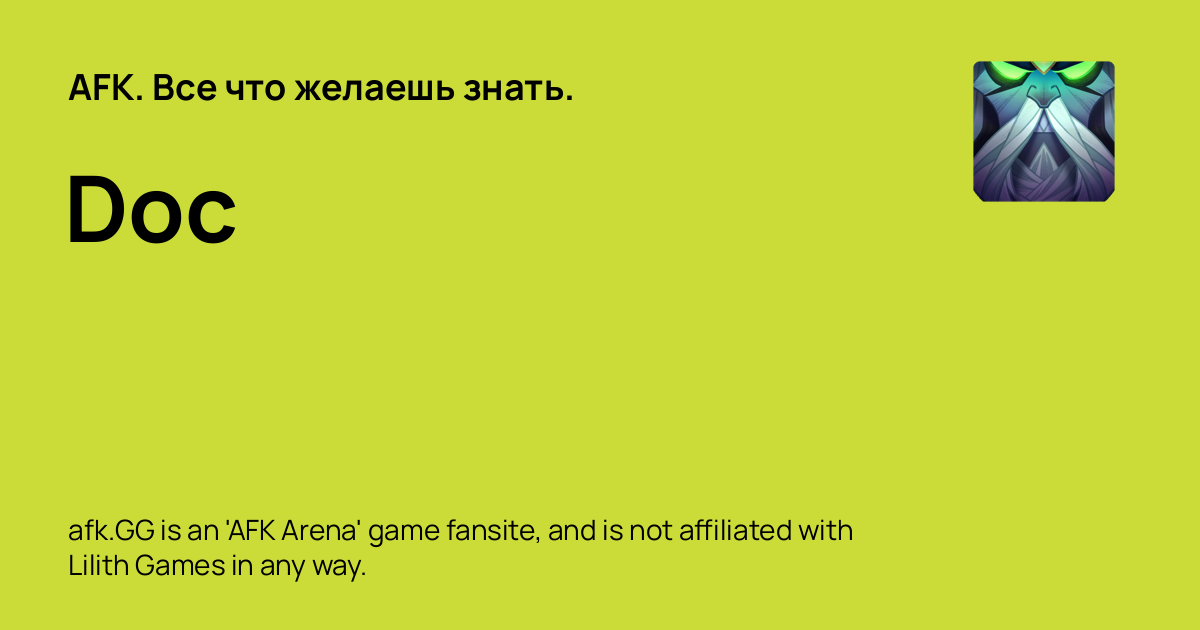 AFK. Все что желаешь знать.
Doc
afk.GG is an 'AFK Arena' game fansite, and is not affiliated with
Lilith Games in any way.